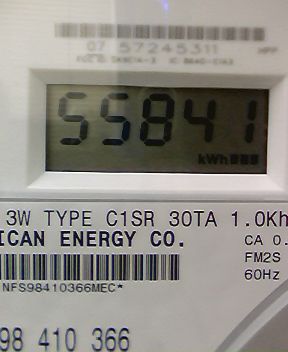 07 57245311
55841
kWh
3W TYPE C1SR 30TA 1.0Kh
ICAN ENERGY CO.
CA 0.
FM2S
NFS98410366MEC*
60Hz
98 410 366